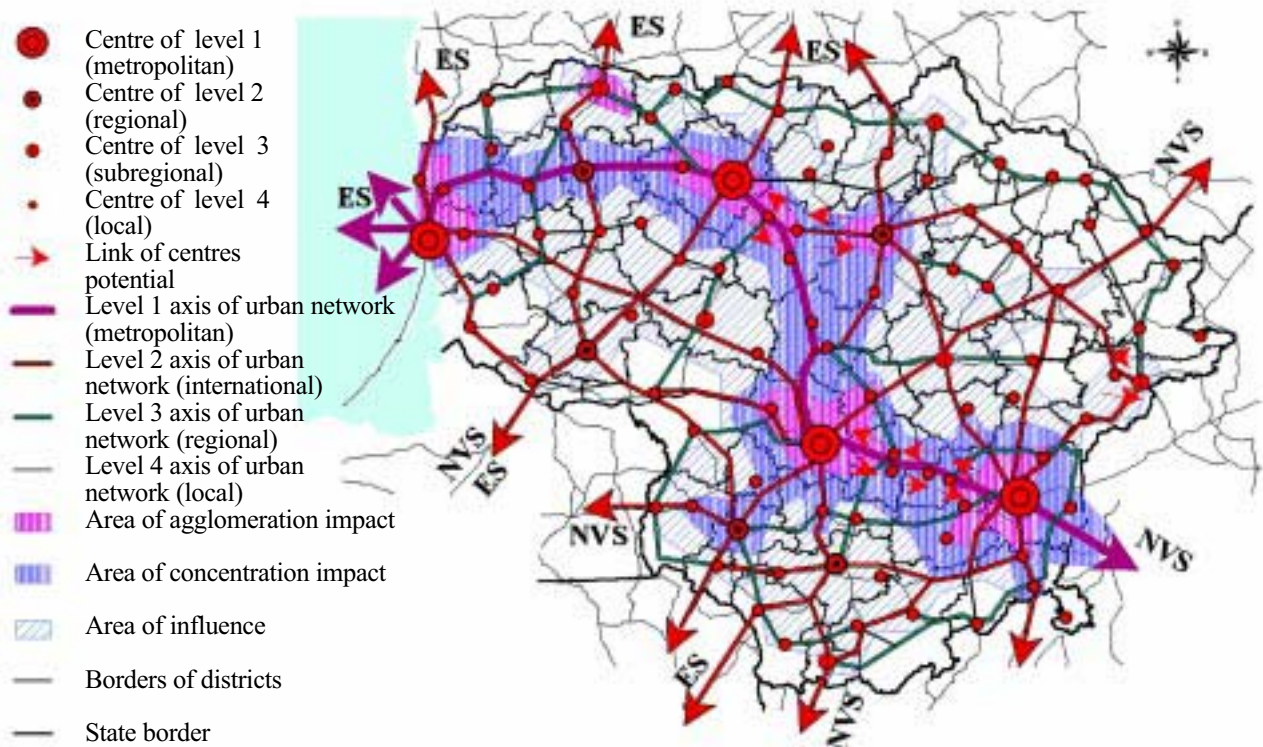 Centre of level 1
(metropolitan)
Centre of level 2
(regional)
Centre of level 3
(subregional)
Centre of level 4
(local)
Link of centres
potential
Level 1 axis of urban network
(metropolitan)
Level 2 axis of urban
network (international)
Level 3 axis of urban
network (regional)
Level 4 axis of urban
network (local)
Area of agglomeration impact
Area of concentration impact
Area of influence
Borders of districts
State border
ES
ES
ES
NVS
ES
NVS
ES
NVS
NVS
ES
NVS